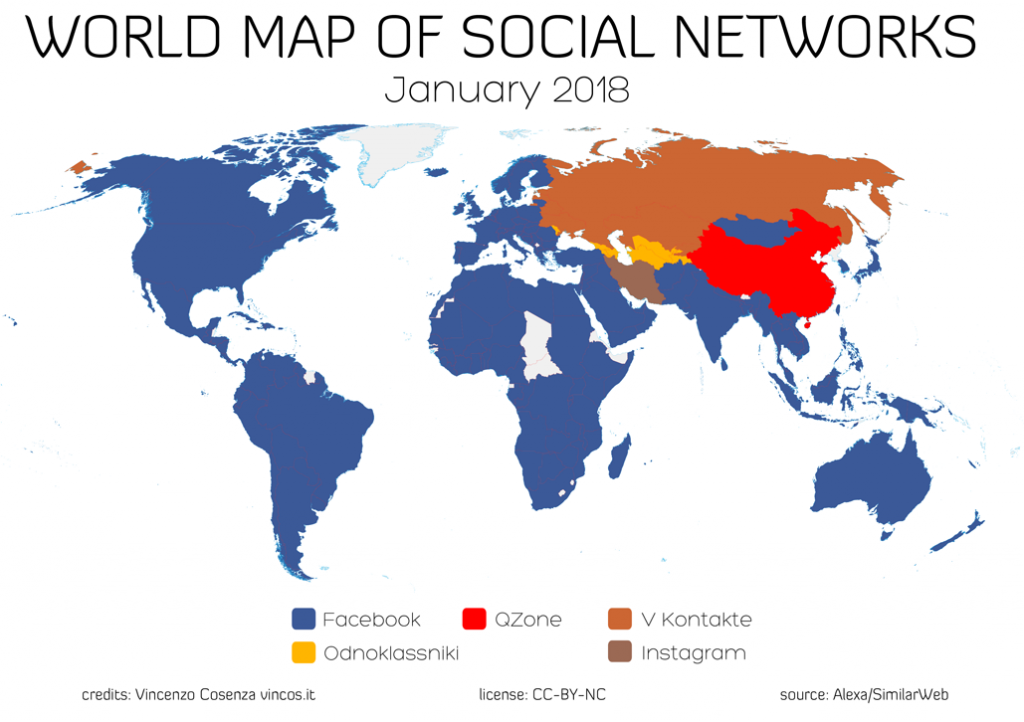 WORLD MAP OF SOCIAL NETWORKS
January 2018
Facebook QZone V Kontakte
Odnoklassniki Instagram
credits: Vincenzo Cosenza vincos.it license: CC-BY-NC source: Alexa/SimilarWeb